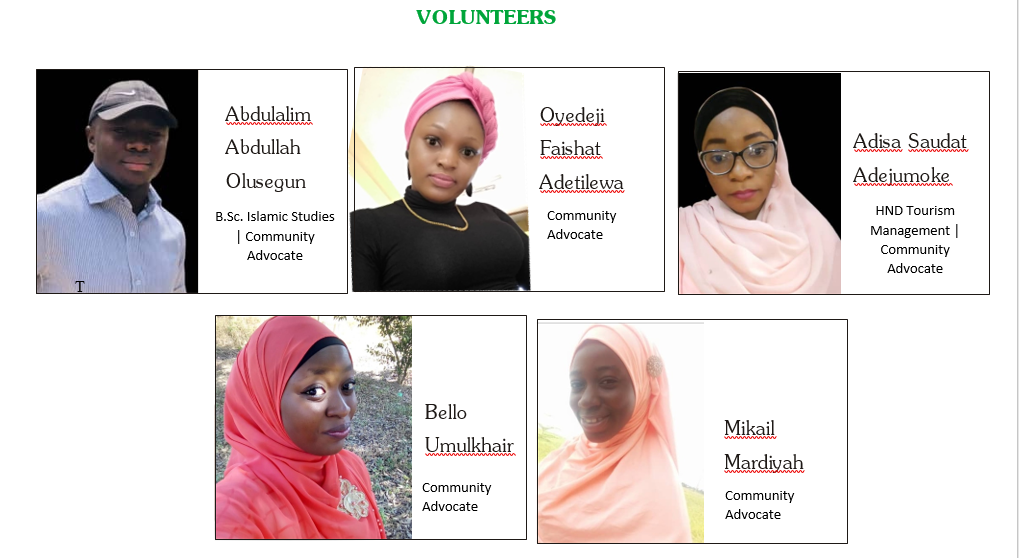 VOLUNTEERS
Abdulalim
Abdullah
Olusegun
B.Sc. Islamic Studies
| Community
Advocate
T
Oyedeji
Faishat
Adetilewa
Community
Advocate
Adisa Saudat
Adejumoke
HND Tourism
Management |
Community
Advocate
Bello
Umulkhair
Community
Advocate
Mikail
Mardiyah
Community
Advocate